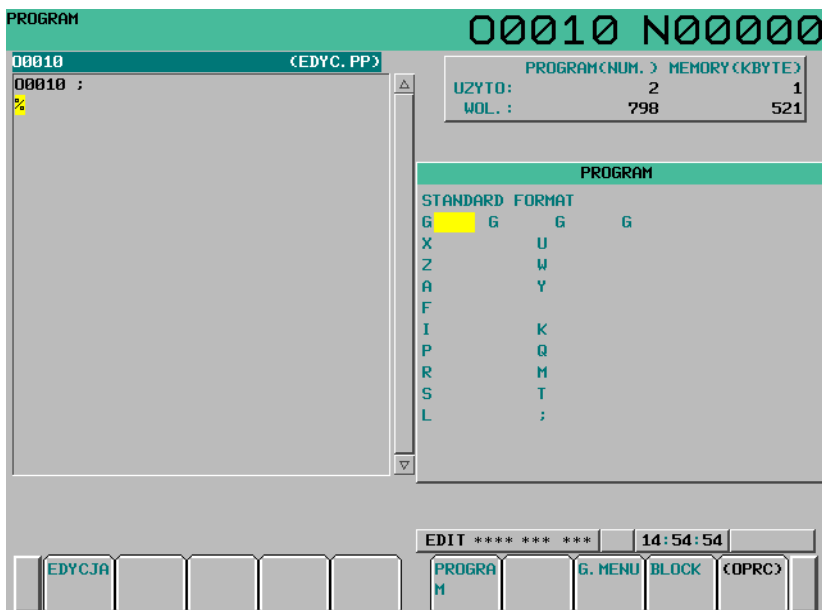 PROGRAM O0010 N00000
O0010 (EDYC.PP)
O0010 ;
%
PROGRAM(NUM.) MEMORY(KBYTE)
UZYTO: 2 1
WOL.: 798 521
PROGRAM
STANDARD FORMAT
G G G G
X U
Z W
A Y
F
I K
P Q
R M
S T
L ;
EDIT **** *** *** 14:54:54
EDYCJA PROGRA
M G.MENU BLOCK (OPRC)